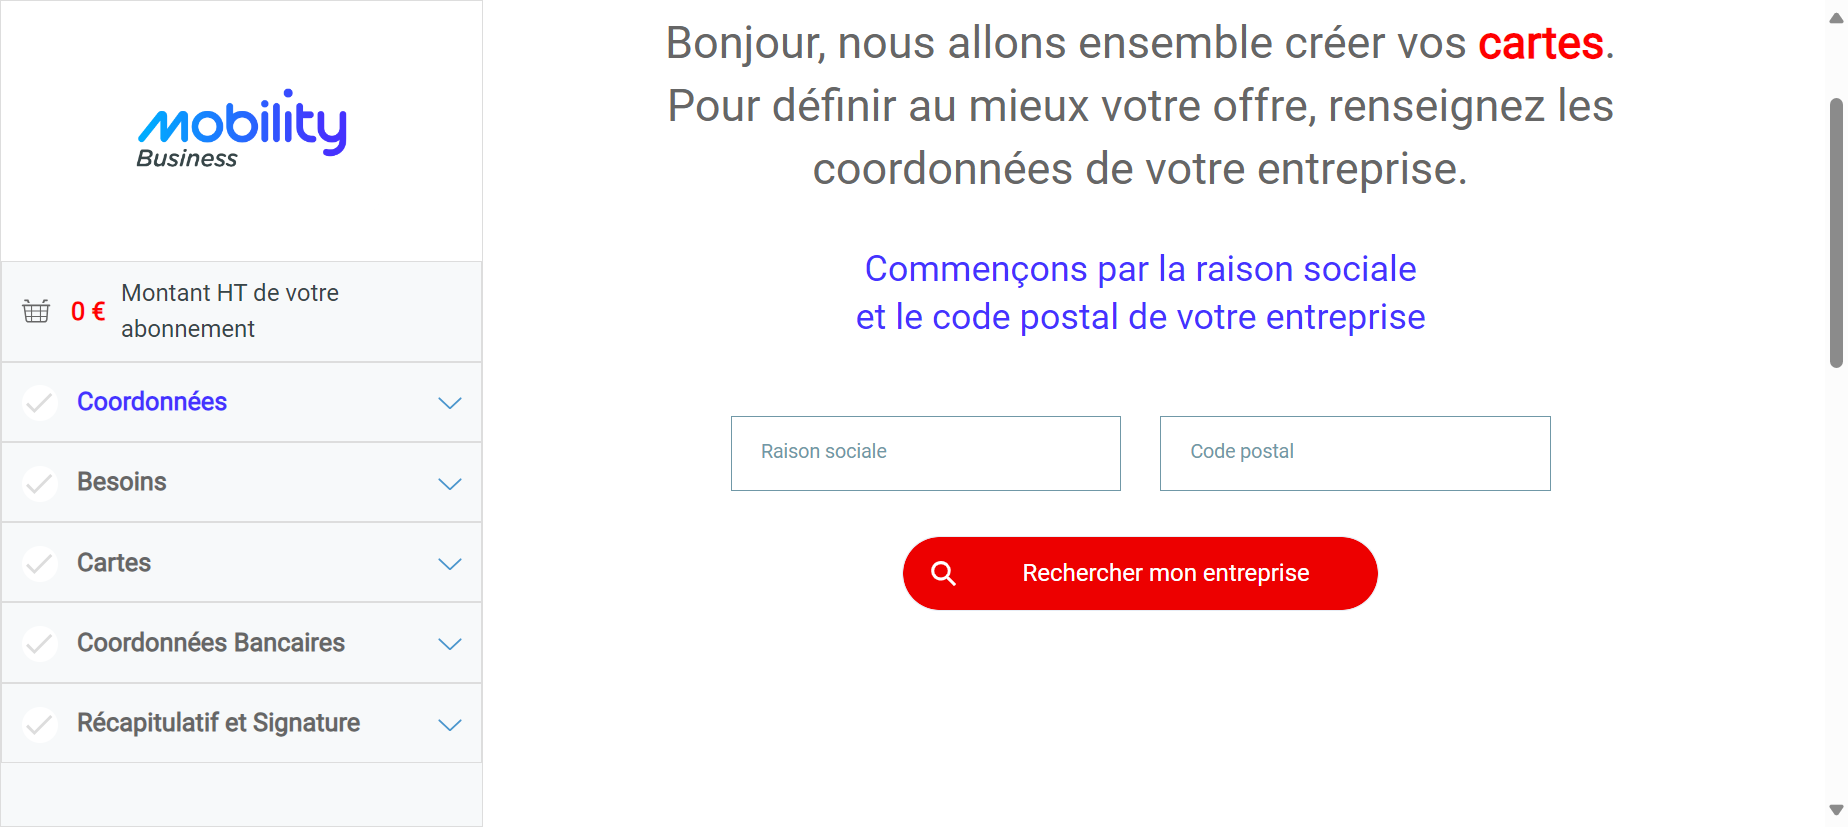 mobility
Business
0 €
Montant HT de votre
abonnement
Coordonnées
Besoins
Cartes
Coordonnées Bancaires
Récapitulatif et Signature
Bonjour, nous allons ensemble créer vos cartes.
Pour définir au mieux votre offre, renseignez les
coordonnées de votre entreprise.
Commençons par la raison sociale
et le code postal de votre entreprise
Raison sociale
Code postal
Rechercher mon entreprise